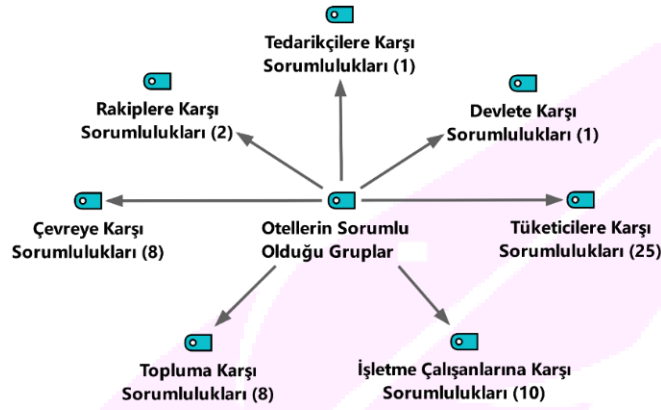 Tedarikçilere Karşı
Sorumlulukları (1)
Rakiplere Karşı
Sorumlulukları (2)
Devlete Karşı
Sorumlulukları (1)
Çevreye Karşı
Sorumlulukları (8)
Otellerin Sorumlu
Olduğu Gruplar
Tüketicilere Karşı
Sorumlulukları (25)
Topluma Karşı
Sorumlulukları (8)
İşletme Çalışanlarına Karşı
Sorumlulukları (10)